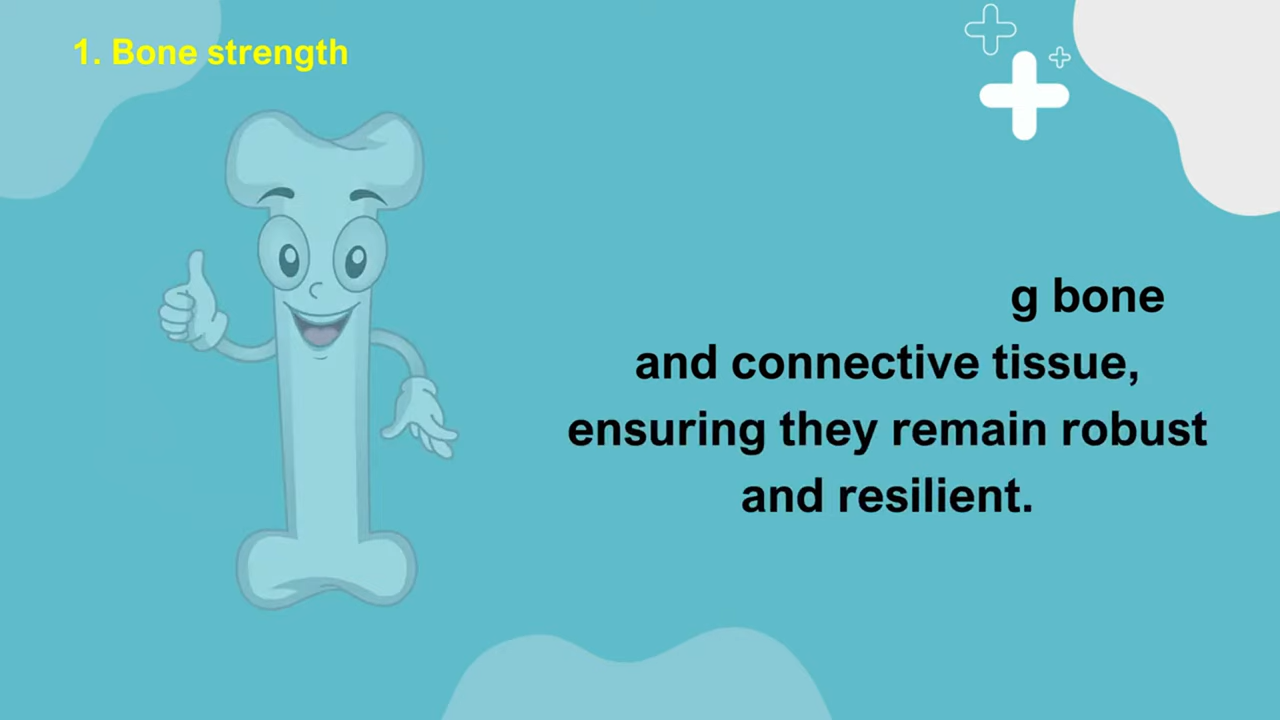 1. Bone strength
g bone
and connective tissue,
ensuring they remain robust
and resilient.